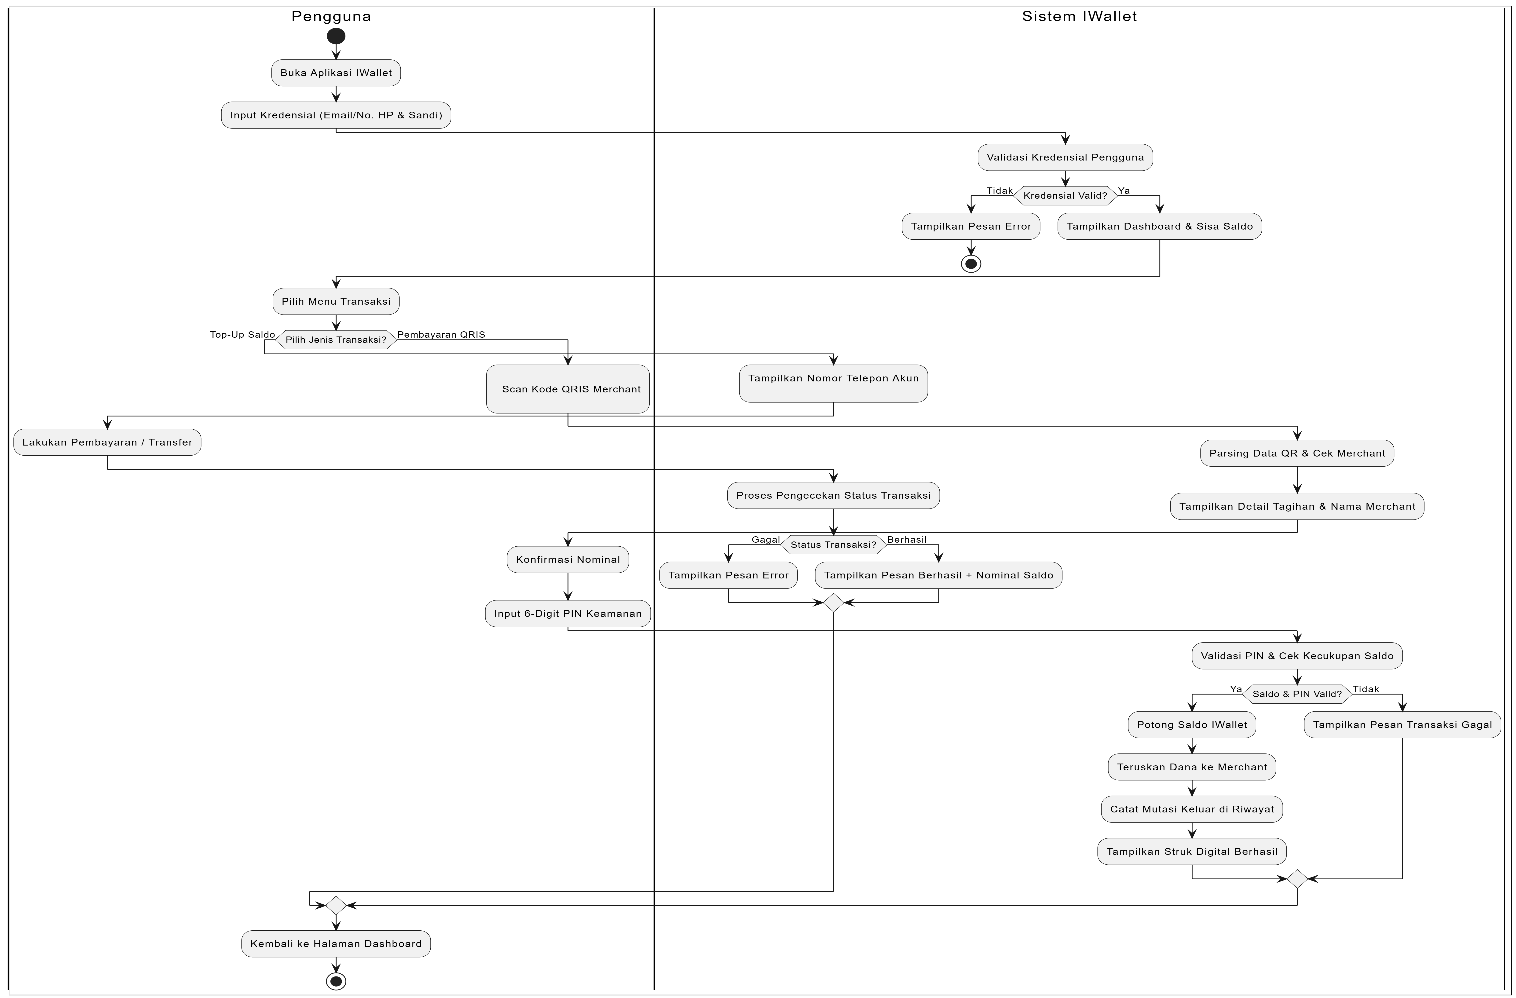 Pengguna
Sistem IWallet
Buka Aplikasi IWallet
Input Kredensial (Email/No. HP & Sandi)
Validasi Kredensial Pengguna
Tidak
Kredensial Valid?
Ya
Tampilkan Pesan Error
Tampilkan Dashboard & Sisa Saldo
Pilih Menu Transaksi
Top-Up Saldo
Pilih Jenis Transaksi?
Pembayaran QRIS
Scan Kode QRIS Merchant
Tampilkan Nomor Telepon Akun
Lakukan Pembayaran / Transfer
Parsing Data QR & Cek Merchant
Proses Pengecekan Status Transaksi
Tampilkan Detail Tagihan & Nama Merchant
Gagal
Status Transaksi?
Berhasil
Konfirmasi Nominal
Tampilkan Pesan Error
Tampilkan Pesan Berhasil + Nominal Saldo
Input 6-Digit PIN Keamanan
Validasi PIN & Cek Kecukupan Saldo
Ya
Saldo & PIN Valid?
Tidak
Potong Saldo IWallet
Tampilkan Pesan Transaksi Gagal
Teruskan Dana ke Merchant
Catat Mutasi Keluar di Riwayat
Tampilkan Struk Digital Berhasil
Kembali ke Halaman Dashboard